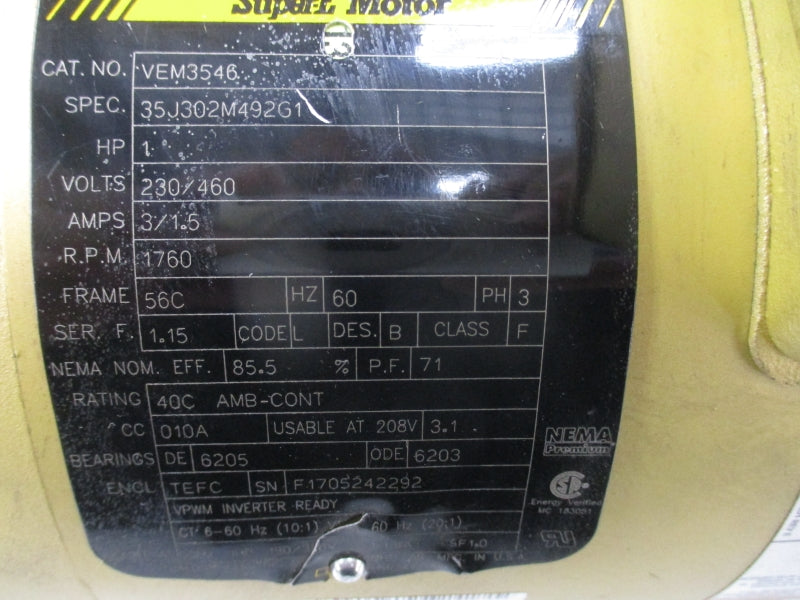 Super-E Motor
CAT. NO. VEM3546
SPEC. 35J302M492G1
HP 1
VOLTS 230/460
AMPS 3/1.5
R.P.M. 1760
FRAME 56C HZ 60 PH 3
SER. F. 1.15 CODE L DES. B CLASS F
NEMA NOM. EFF. 85.5 % P.F. 71
RATING 40C AMB-CONT
CC 010A USABLE AT 208V 3.1
BEARINGS DE 6205 ODE 6203
ENCL TEFC SN F1705242292
VPWM INVERTER READY
CT 6-60 Hz (10:1) 60 Hz (20:1)
SF1.0
MFG. IN U.S.A.
NEMA
Premium
Energy Verified